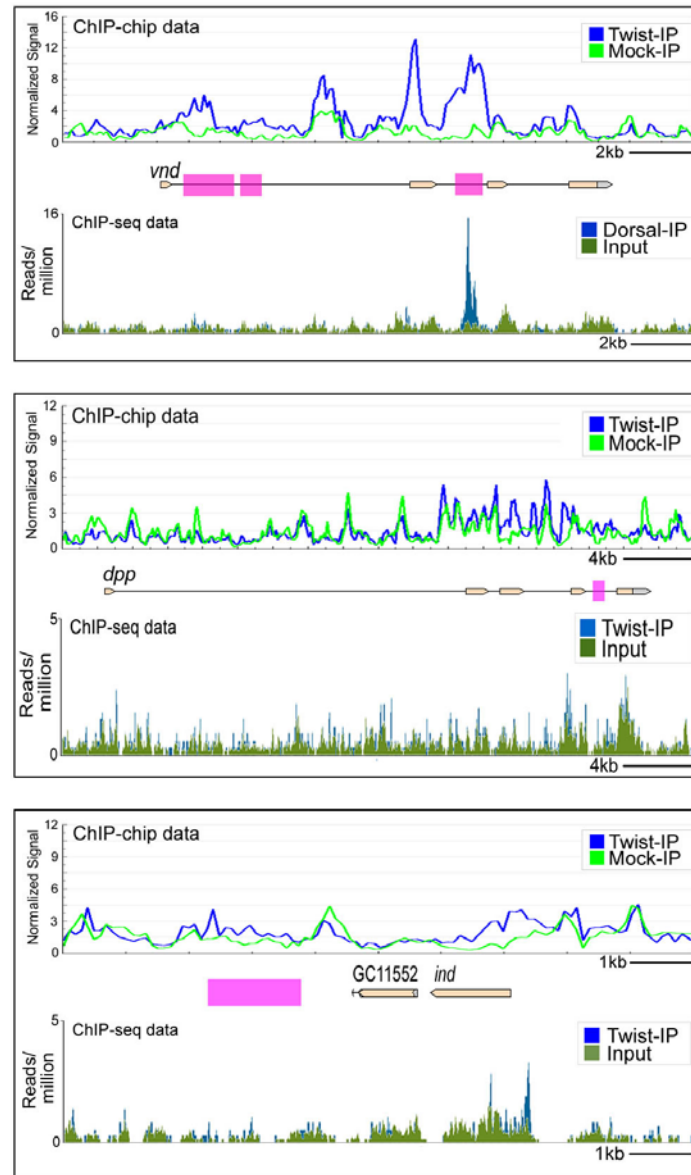 16
12
8
4
0
Normalized Signal
ChIP-chip data
Twist-IP
Mock-IP
2kb
vnd
16
0
Reads/
million
ChIP-seq data
Dorsal-IP
Input
2kb
12
9
6
3
0
Normalized Signal
ChIP-chip data
Twist-IP
Mock-IP
4kb
dpp
5
0
Reads/
million
ChIP-seq data
Twist-IP
Input
4kb
12
9
6
3
0
Normalized Signal
ChIP-chip data
Twist-IP
Mock-IP
1kb
GC11552 ind
5
0
Reads/
million
ChIP-seq data
Twist-IP
Input
1kb